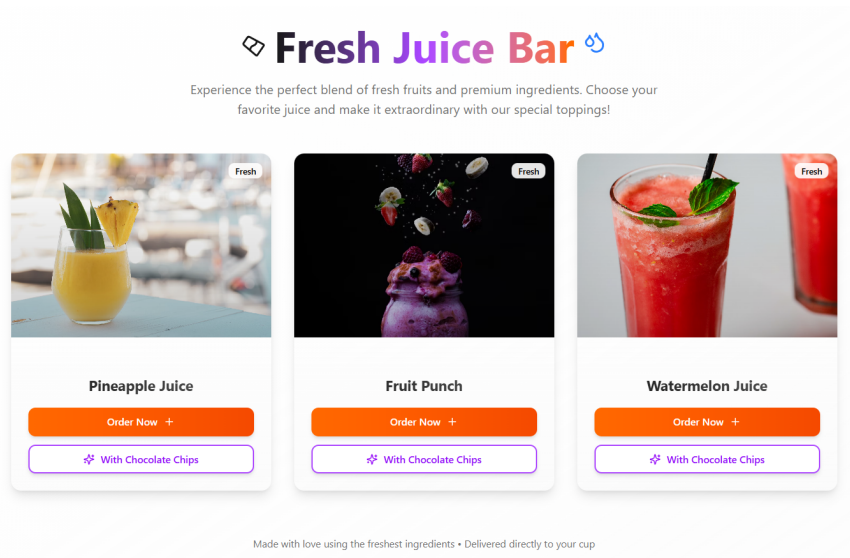 Fresh Juice Bar
Experience the perfect blend of fresh fruits and premium ingredients. Choose your
favorite juice and make it extraordinary with our special toppings!
Fresh
Pineapple Juice
Order Now
With Chocolate Chips
Fresh
Fruit Punch
Order Now
With Chocolate Chips
Fresh
Watermelon Juice
Order Now
With Chocolate Chips
Made with love using the freshest ingredients • Delivered directly to your cup